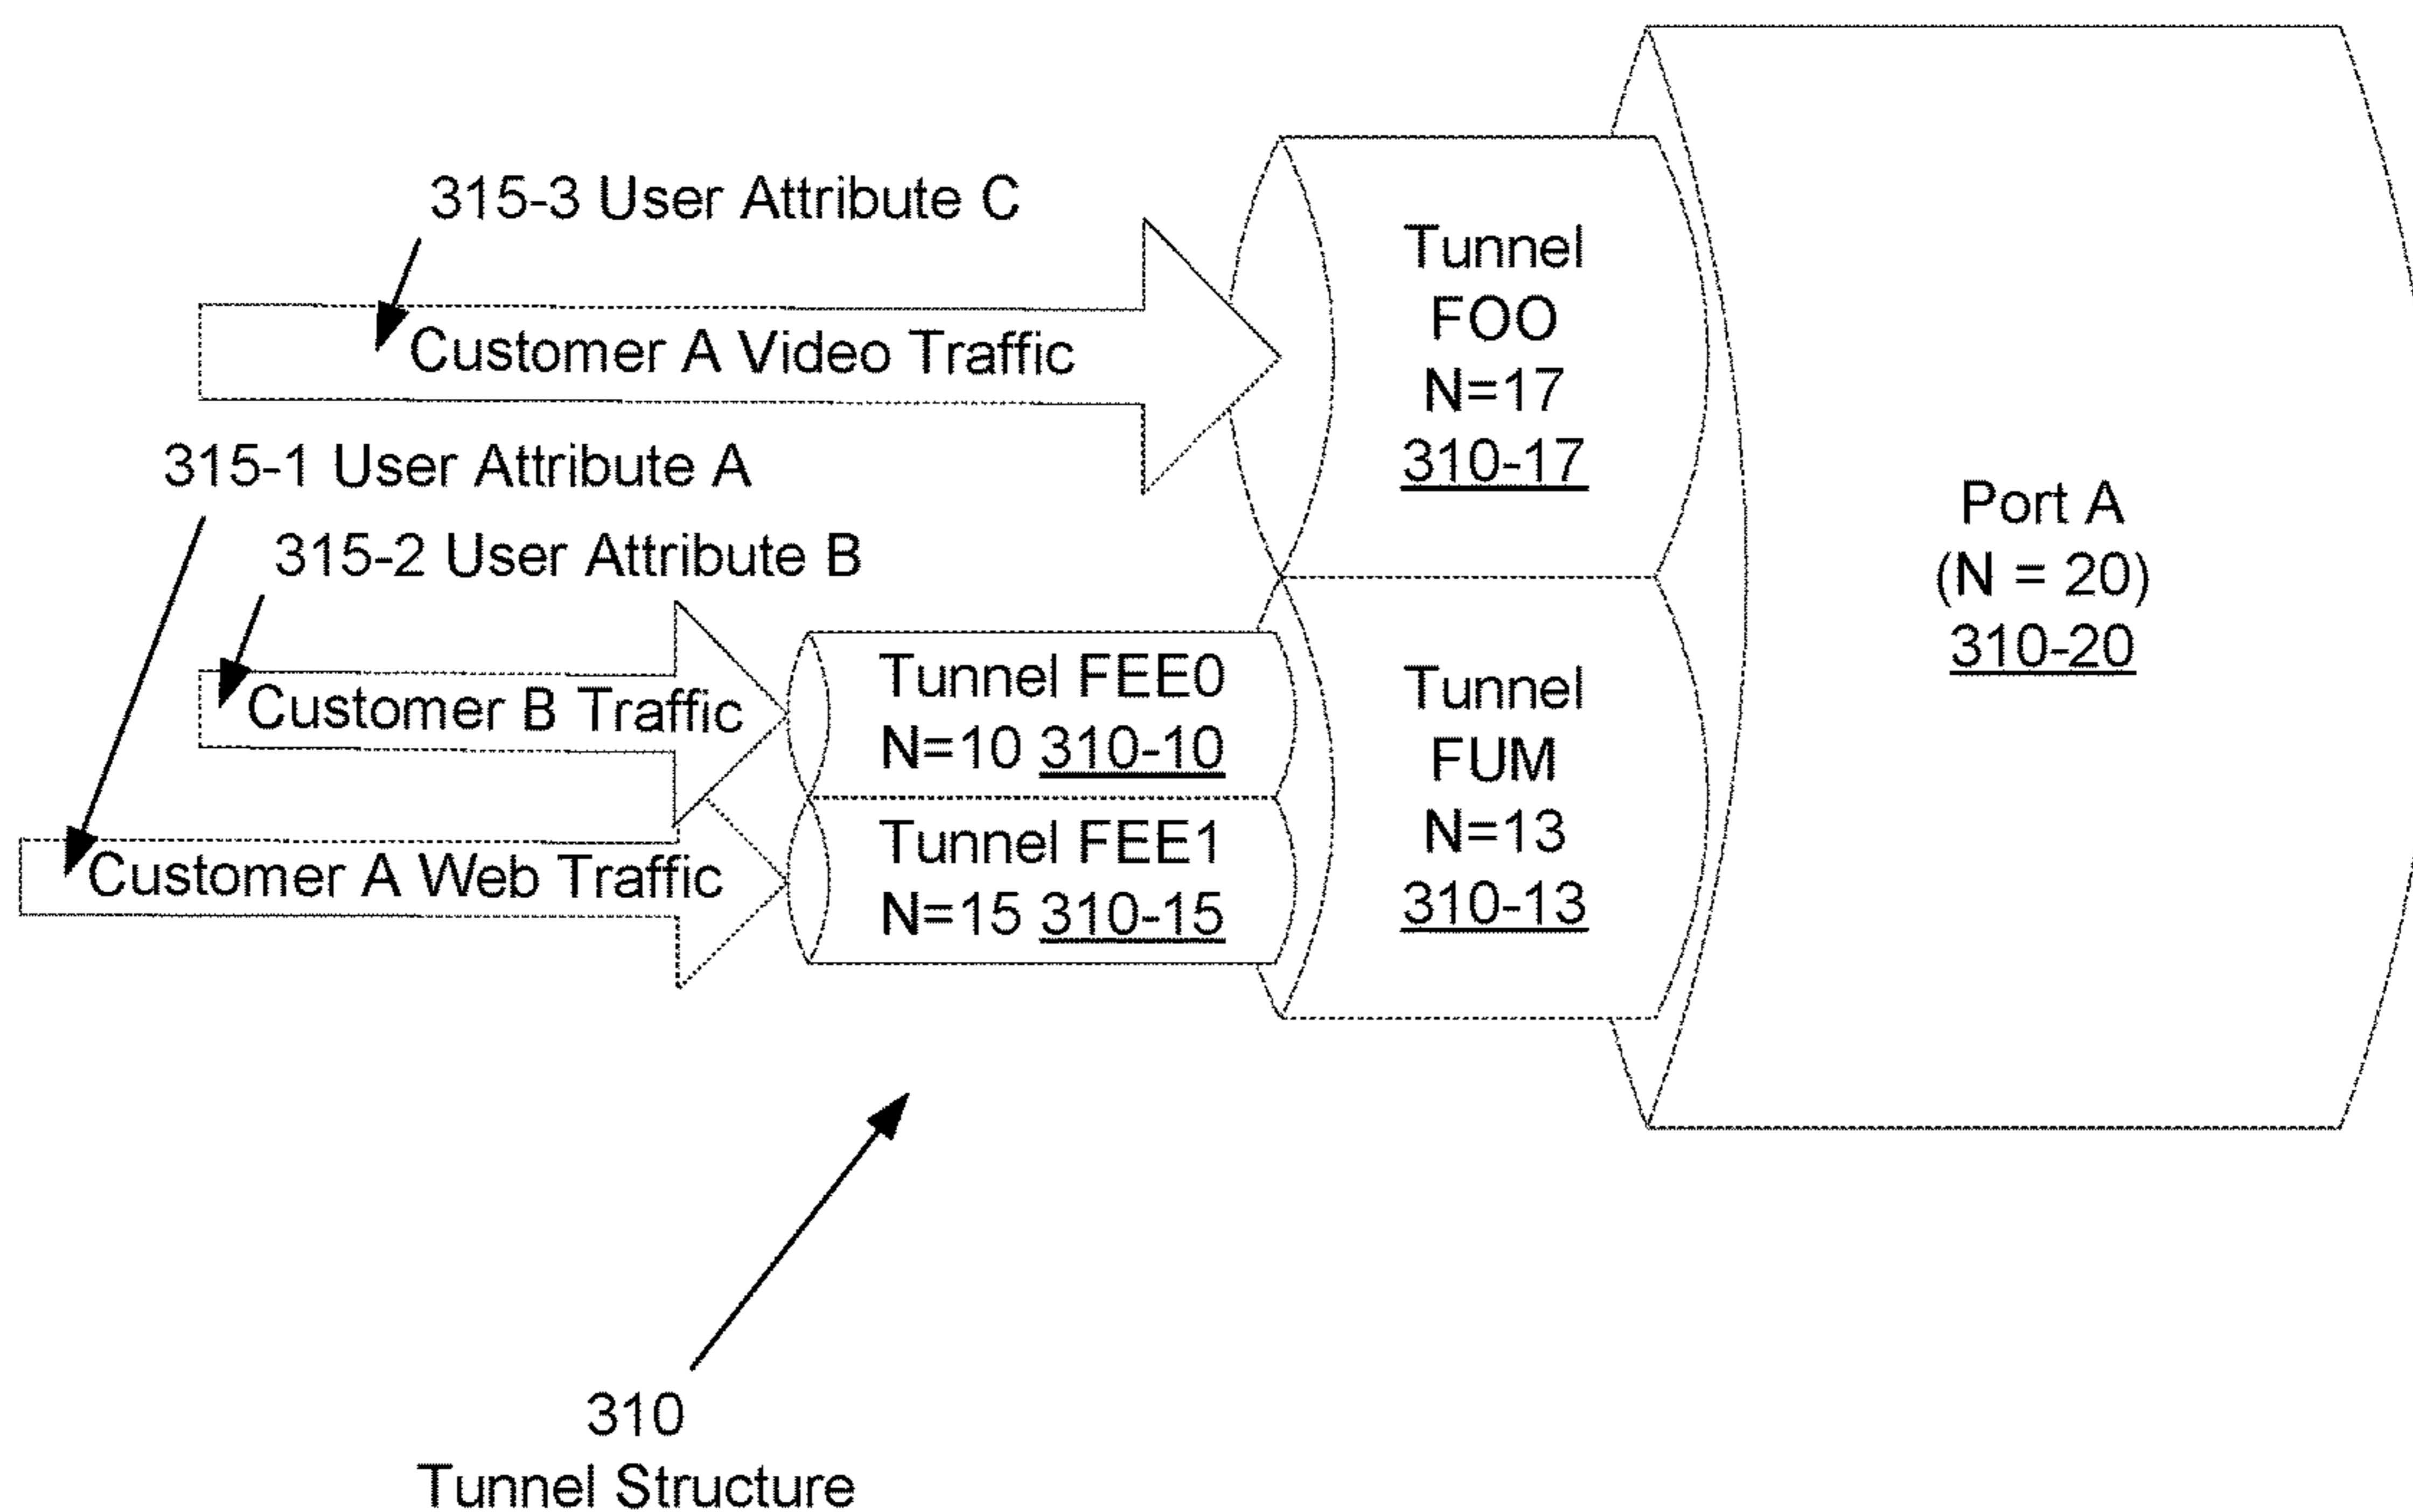 315-3 User Attribute C
Customer A Video Traffic
315-1 User Attribute A
315-2 User Attribute B
Customer B Traffic
Customer A Web Traffic
Tunnel FEE0
N=10 310-10
Tunnel FEE1
N=15 310-15
Tunnel
FOO
N=17
310-17
Tunnel
FUM
N=13
310-13
Port A
(N = 20)
310-20
310
Tunnel Structure